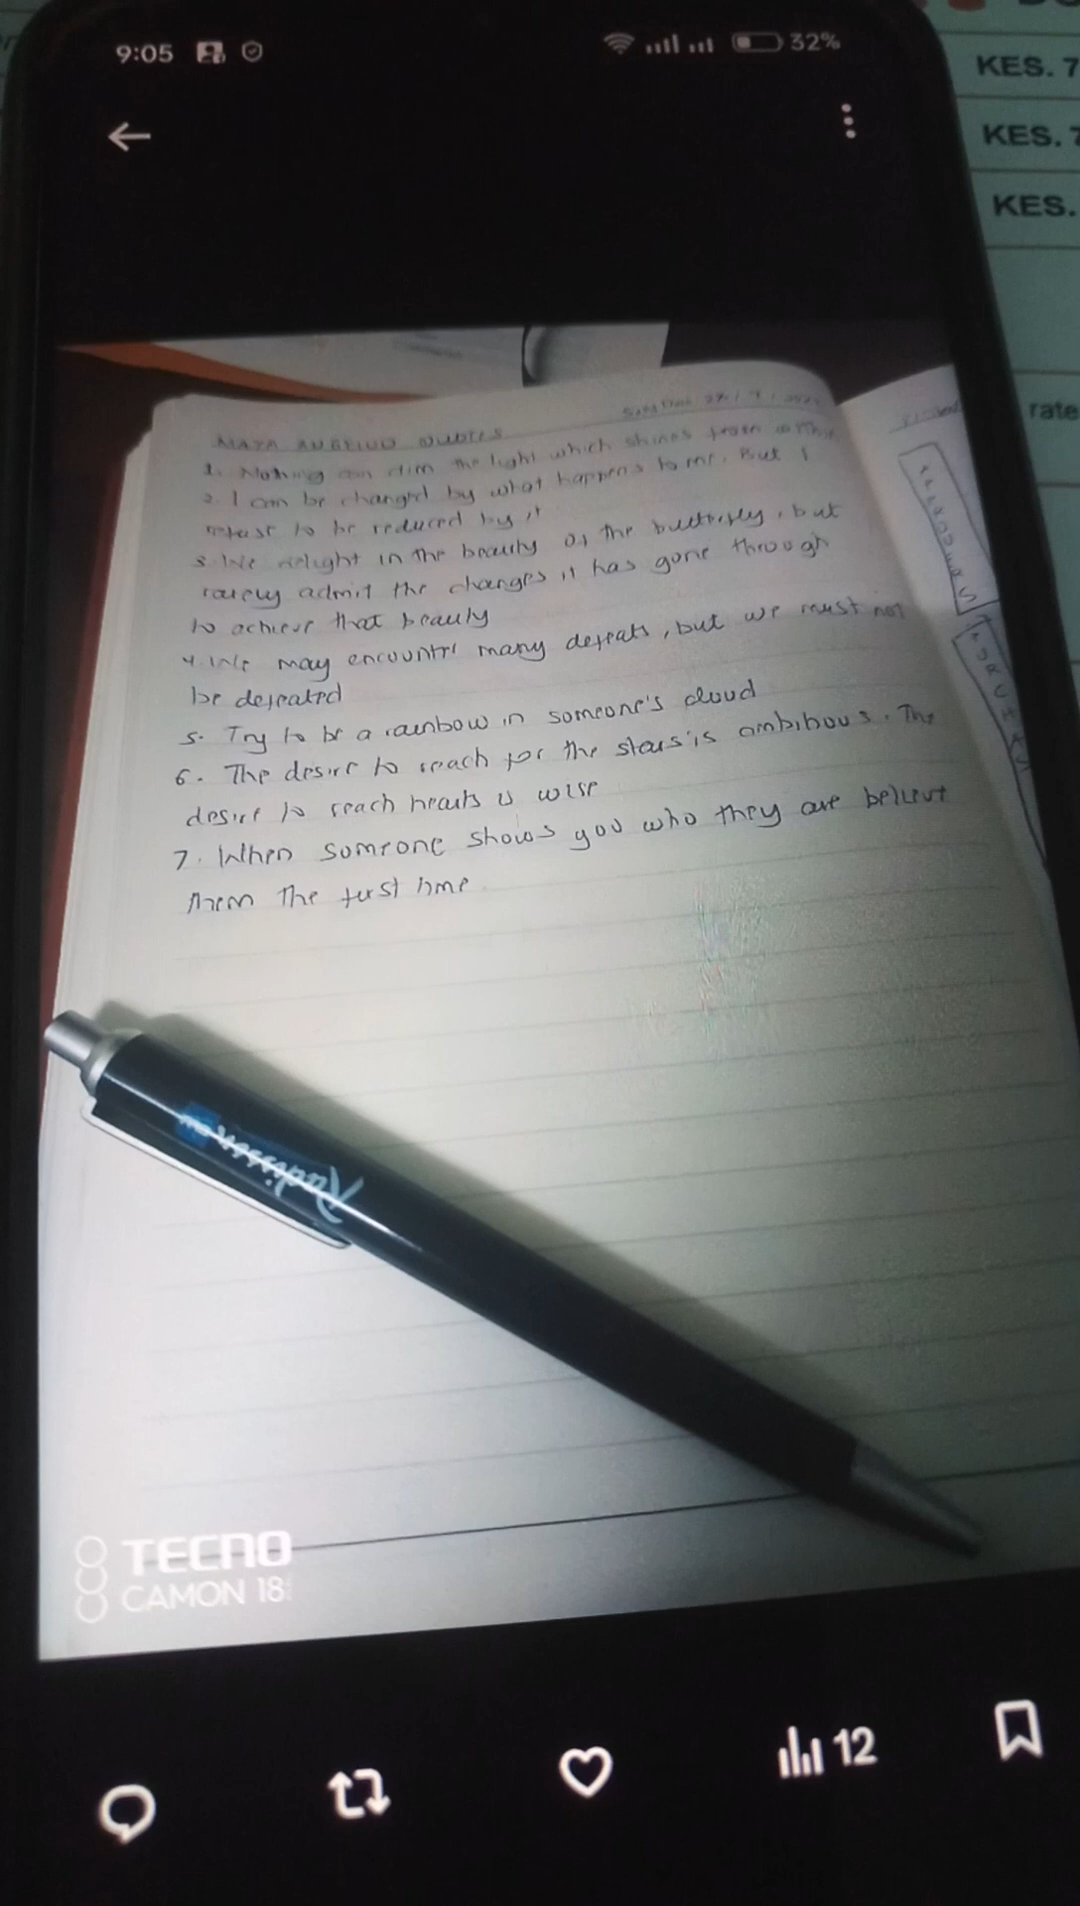 9:05
32%
KES. 7
KES. 7
KES.
rate
MAYA ANGELUO QUOTES
1. Nothing can dim the light which shines from within
2. I can be changed by what happens to me. But I
refuse to be reduced by it
3. We delight in the beauty of the butterfly, but
rarely admit the changes it has gone through
to achieve that beauty
4 We may encounter many defeats, but we must not
be defeated
5. Try to be a rainbow in someone's cloud
6. The desire to reach for the stars is ambitious. The
desire to reach hearts is wise
7. When someone shows you who they are believe
them the first time
Radisson
TECNO
CAMON 18
12